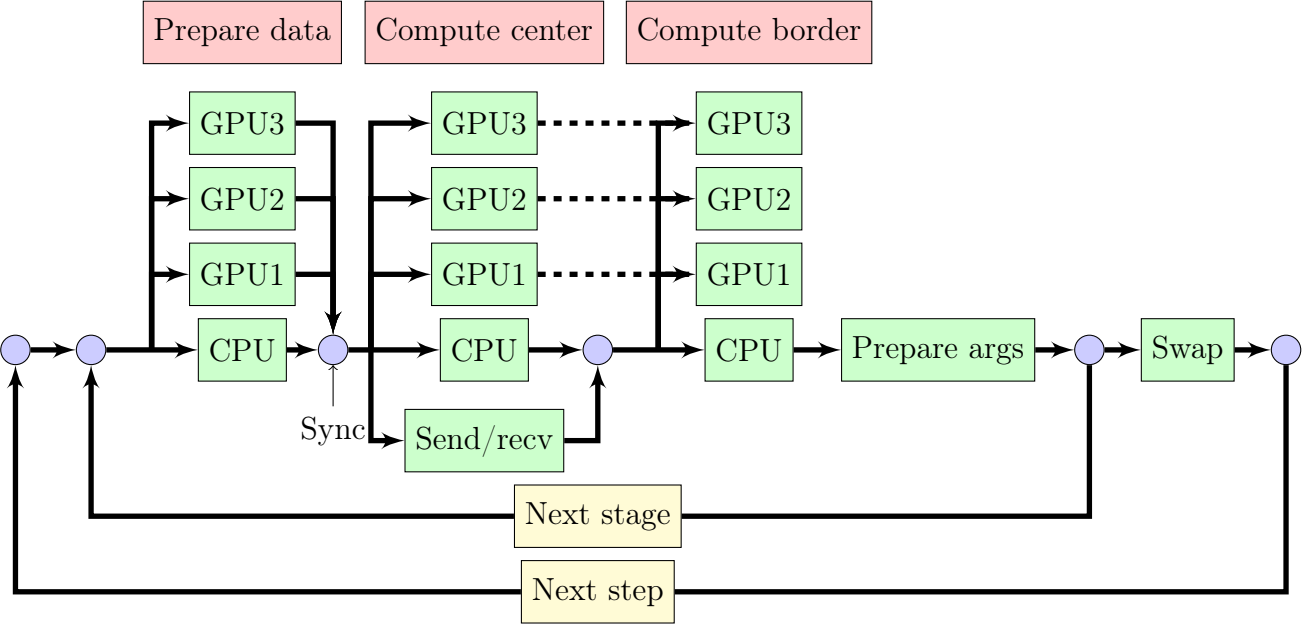 Prepare data
Compute center
Compute border
GPU3
GPU3
GPU3
GPU2
GPU2
GPU2
GPU1
GPU1
GPU1
CPU
CPU
CPU
Prepare args
Swap
Sync
Send/recv
Next stage
Next step